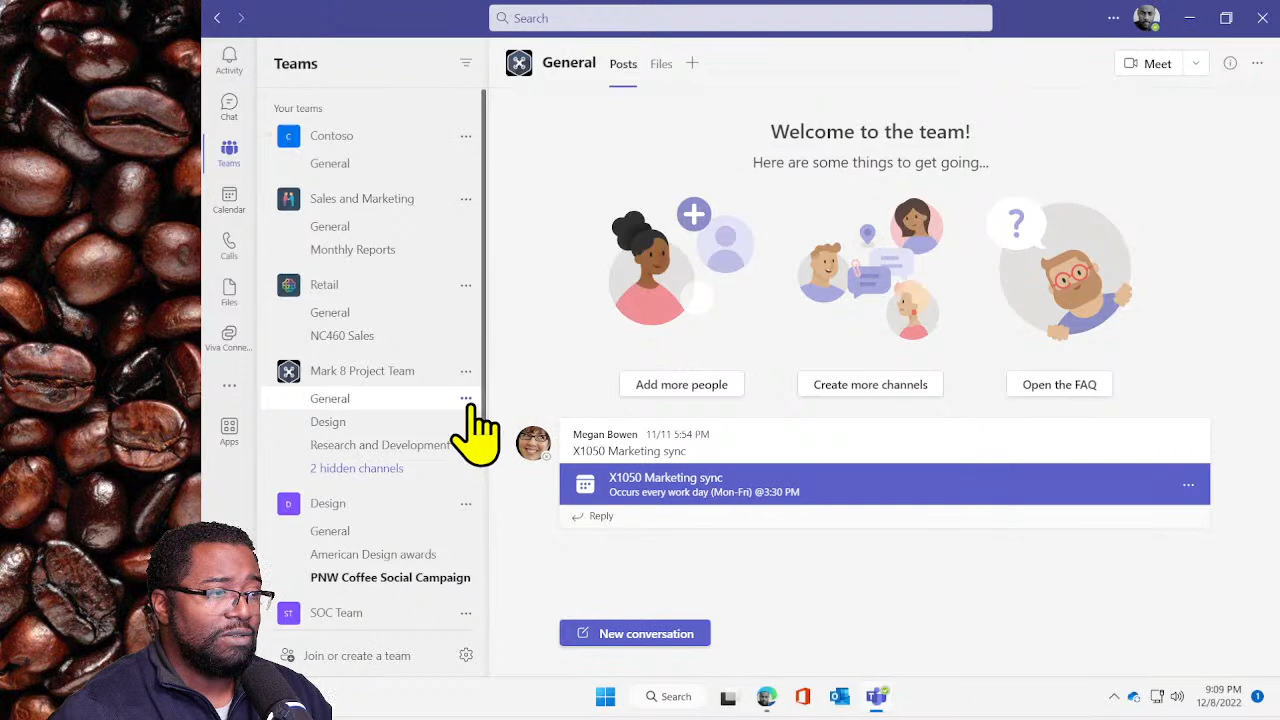 Search
Activity
Chat
Teams
Calendar
Calls
Files
Viva Conne...
Apps
Teams
Your teams
C
Contoso
General
Sales and Marketing
General
Monthly Reports
Retail
General
NC460 Sales
Mark 8 Project Team
General
Design
Research and Development
2 hidden channels
D
Design
General
American Design awards
PNW Coffee Social Campaign
ST
SOC Team
Join or create a team
General
Posts
Files
Meet
Welcome to the team!
Here are some things to get going...
?
Add more people
Create more channels
Open the FAQ
Megan Bowen 11/11 5:54 PM
X1050 Marketing sync
X1050 Marketing sync
Occurs every work day (Mon-Fri) @3:30 PM
Reply
New conversation
Search
9:09 PM
12/8/2022
1